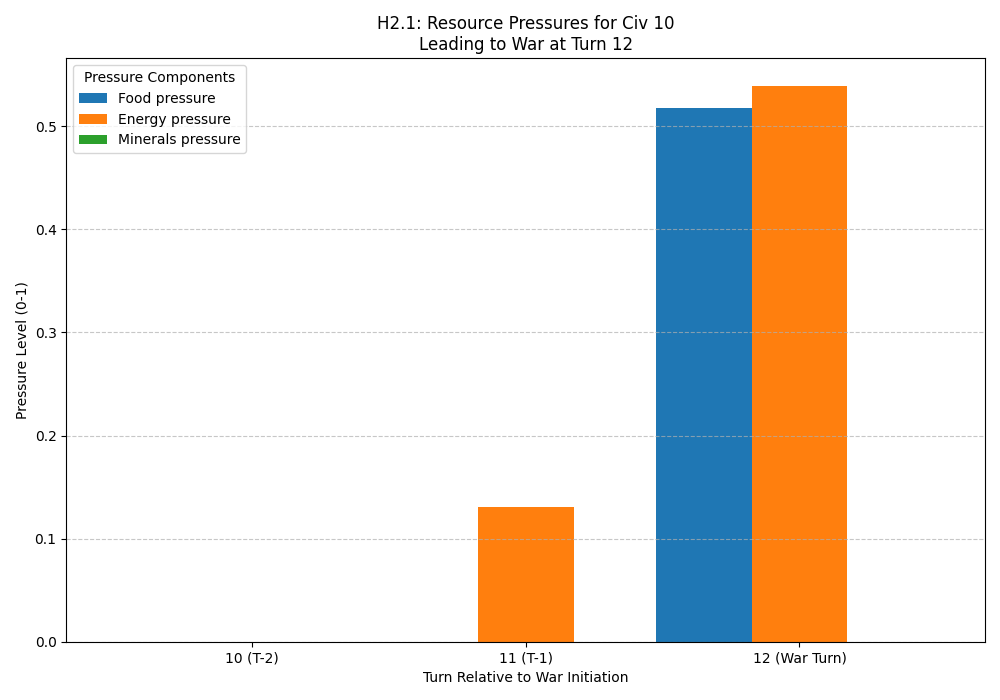 H2.1: Resource Pressures for Civ 10
Leading to War at Turn 12
Pressure Components
Food pressure
Energy pressure
Minerals pressure
Pressure Level (0-1)
0.5
0.4
0.3
0.2
0.1
0.0
10 (T-2)
11 (T-1)
12 (War Turn)
Turn Relative to War Initiation